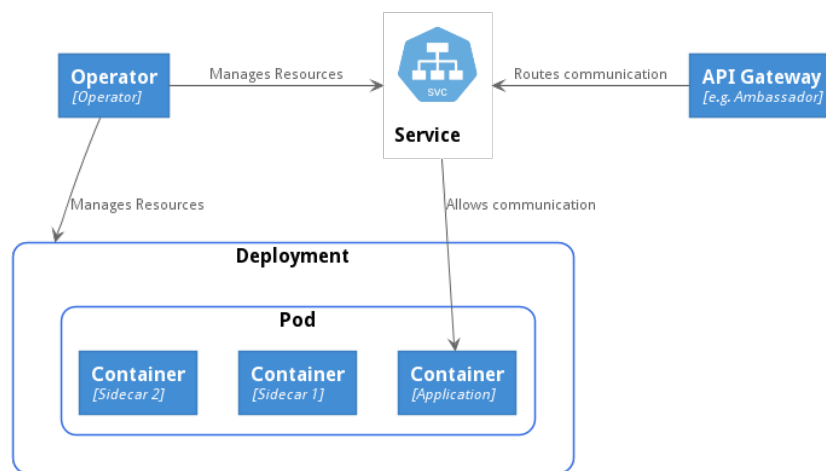 Operator
[Operator]
Manages Resources
svc
Service
Routes communication
API Gateway
[e.g. Ambassador]
Manages Resources
Allows communication
Deployment
Pod
Container
[Sidecar 2]
Container
[Sidecar 1]
Container
[Application]